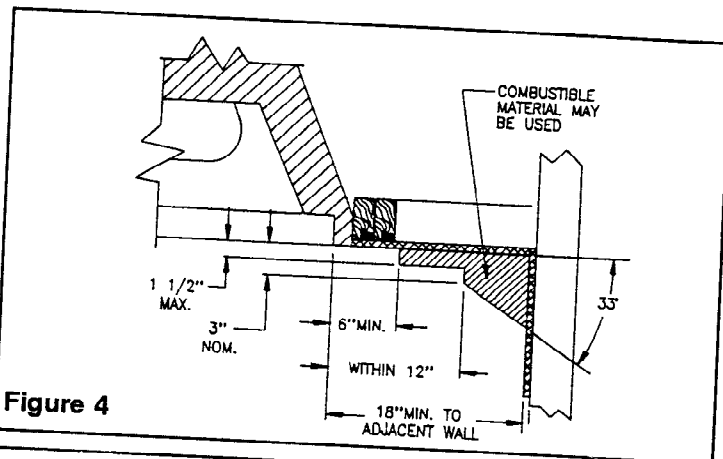 COMBUSTIBLE
MATERIAL MAY
BE USED
1 1/2"
MAX.
3"
NOM.
6"MIN.
WITHIN 12"
18"MIN. TO
ADJACENT WALL
33°
Figure 4